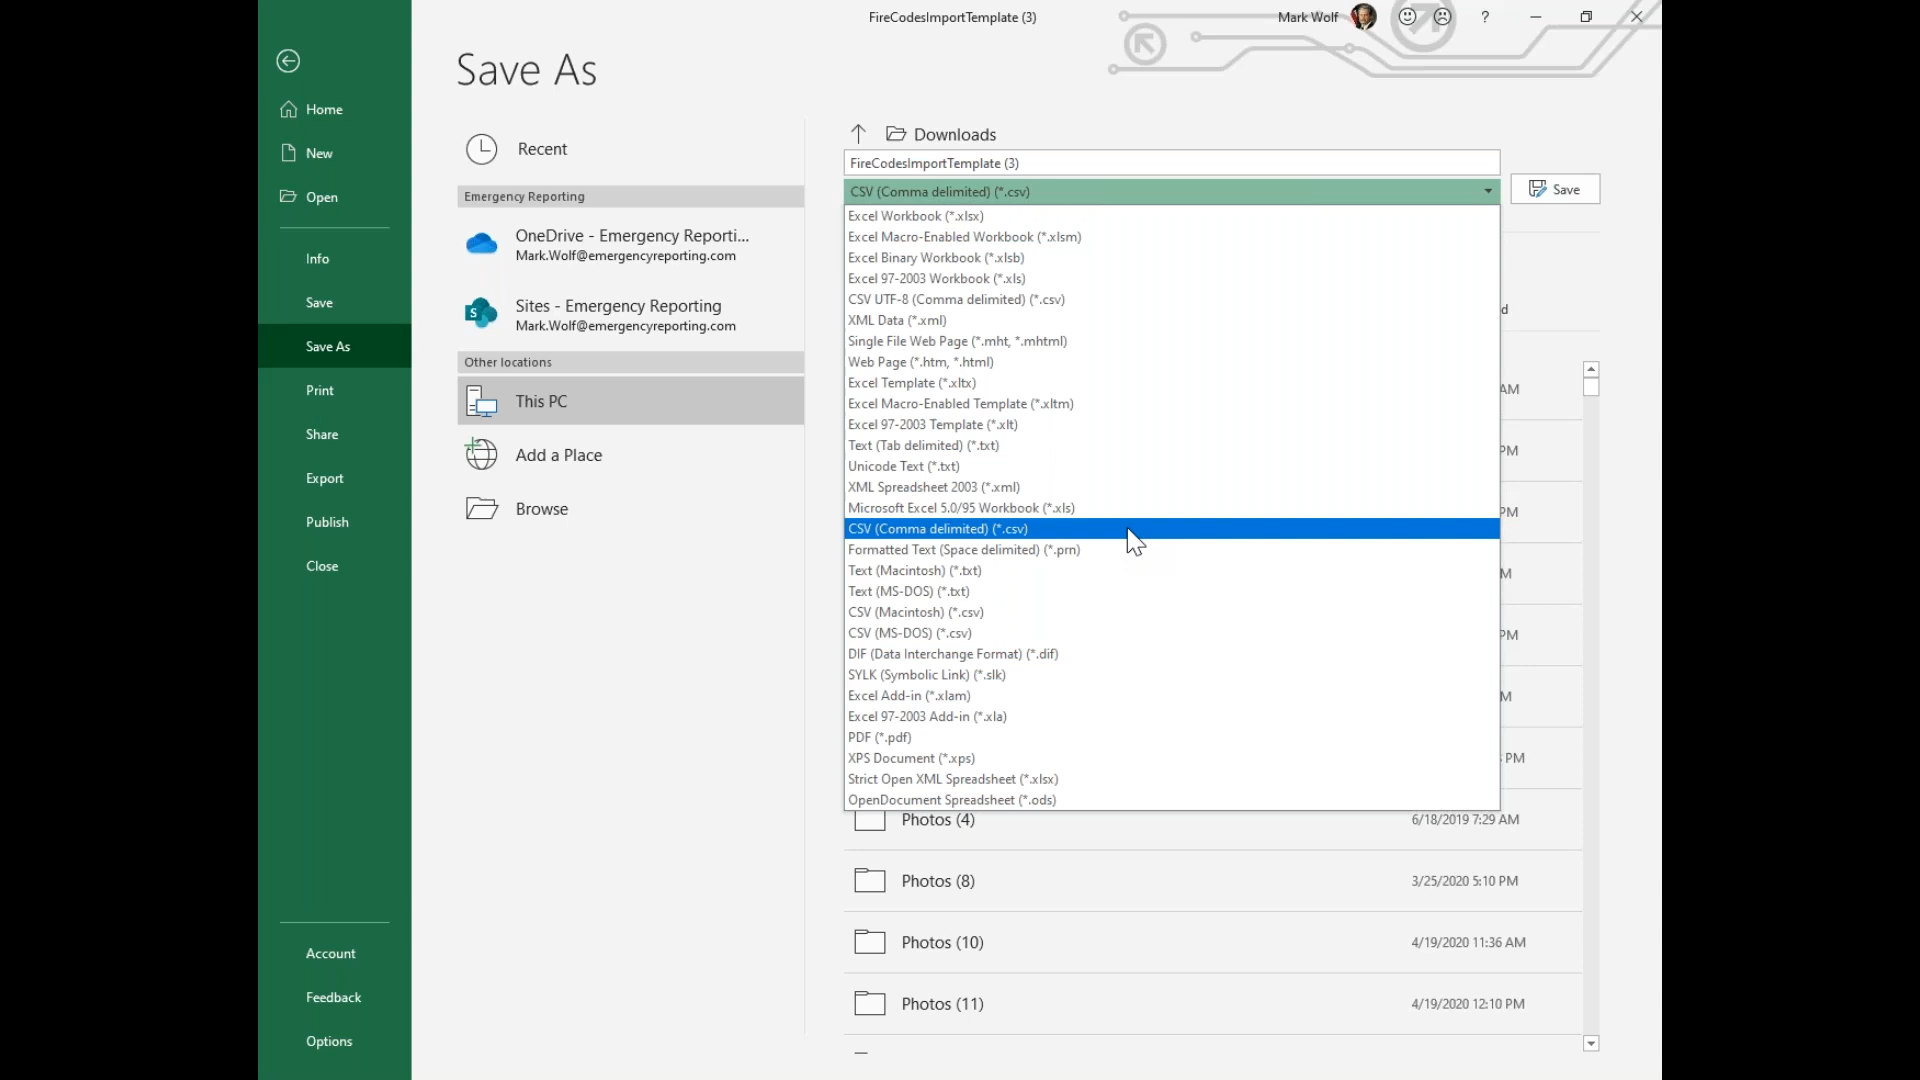 FireCodesImportTemplate (3)
Mark Wolf
?
Save As
Home
New
Open
Info
Save
Save As
Print
Share
Export
Publish
Close
Account
Feedback
Options
Recent
Emergency Reporting
OneDrive - Emergency Reporti...
Mark.Wolf@emergencyreporting.com
S
Sites - Emergency Reporting
Mark.Wolf@emergencyreporting.com
Other locations
This PC
Add a Place
Browse
Downloads
FireCodesImportTemplate (3)
CSV (Comma delimited) (*.csv)
Save
Excel Workbook (*.xlsx)
Excel Macro-Enabled Workbook (*.xlsm)
Excel Binary Workbook (*.xlsb)
Excel 97-2003 Workbook (*.xls)
CSV UTF-8 (Comma delimited) (*.csv)
XML Data (*.xml)
Single File Web Page (*.mht, *.mhtml)
Web Page (*.htm, *.html)
Excel Template (*.xltx)
Excel Macro-Enabled Template (*.xltm)
Excel 97-2003 Template (*.xlt)
Text (Tab delimited) (*.txt)
Unicode Text (*.txt)
XML Spreadsheet 2003 (*.xml)
Microsoft Excel 5.0/95 Workbook (*.xls)
CSV (Comma delimited) (*.csv)
Formatted Text (Space delimited) (*.prn)
Text (Macintosh) (*.txt)
Text (MS-DOS) (*.txt)
CSV (Macintosh) (*.csv)
CSV (MS-DOS) (*.csv)
DIF (Data Interchange Format) (*.dif)
SYLK (Symbolic Link) (*.slk)
Excel Add-in (*.xlam)
Excel 97-2003 Add-in (*.xla)
PDF (*.pdf)
XPS Document (*.xps)
Strict Open XML Spreadsheet (*.xlsx)
OpenDocument Spreadsheet (*.ods)
d
AM
PM
PM
M
PM
M
PM
Photos (4) 6/18/2019 7:29 AM
Photos (8) 3/25/2020 5:10 PM
Photos (10) 4/19/2020 11:36 AM
Photos (11) 4/19/2020 12:10 PM